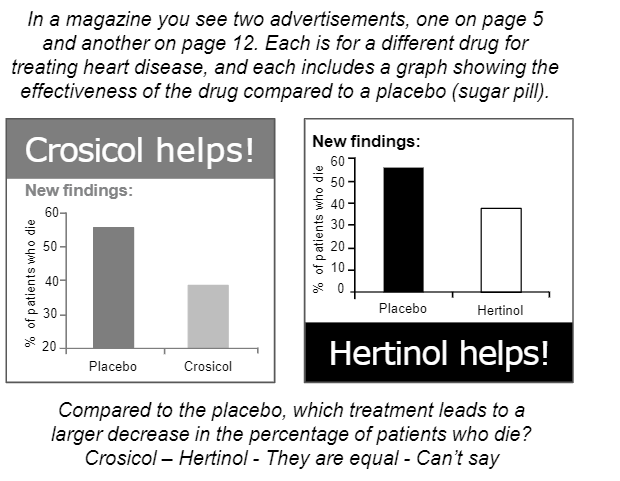 In a magazine you see two advertisements, one on page 5
and another on page 12. Each is for a different drug for
treating heart disease, and each includes a graph showing the
effectiveness of the drug compared to a placebo (sugar pill).
Crosicol helps!
New findings:
% of patients who die
60
50
40
30
20
Placebo
Crosicol
New findings:
% of patients who die
60
50
40
30
20
10
0
Placebo
Hertinol
Hertinol helps!
Compared to the placebo, which treatment leads to a
larger decrease in the percentage of patients who die?
Crosicol – Hertinol - They are equal - Can't say